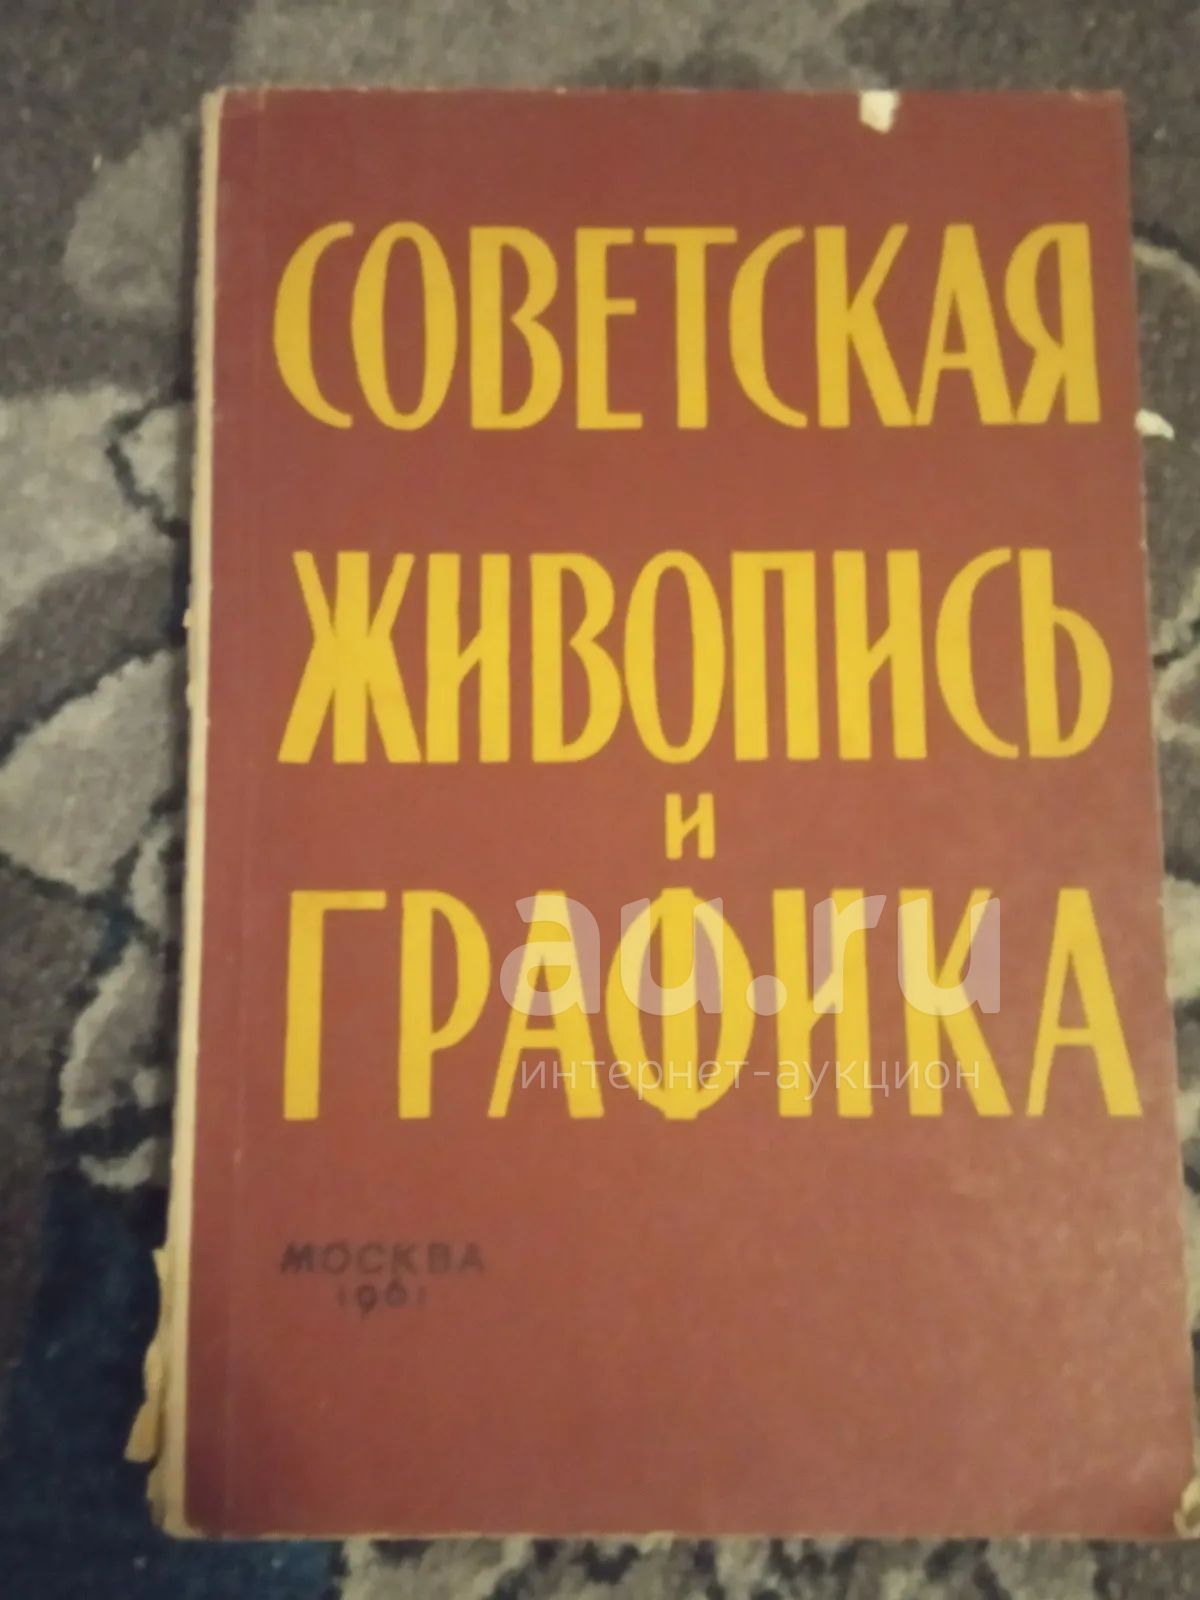 СОВЕТСКАЯ
ЖИВОПИСЬ
и
ГРАФИКА
au.ru
интернет-аукцион
МОСКВА
1961